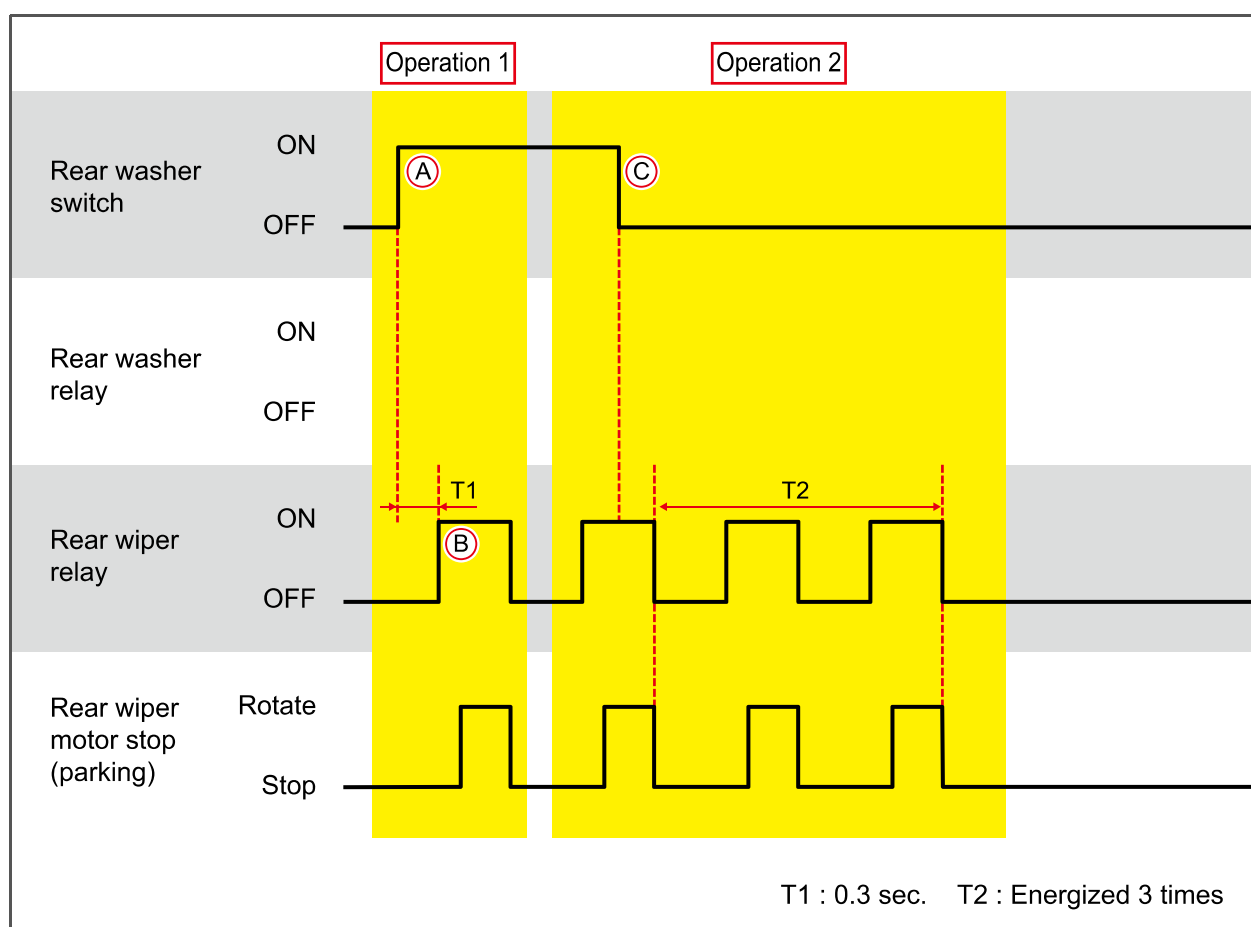 Operation 1
Operation 2
Rear washer
switch
ON
OFF
A
C
Rear washer
relay
ON
OFF
Rear wiper
relay
ON
OFF
T1
T2
B
Rear wiper
motor stop
(parking)
Rotate
Stop
T1 : 0.3 sec. T2 : Energized 3 times